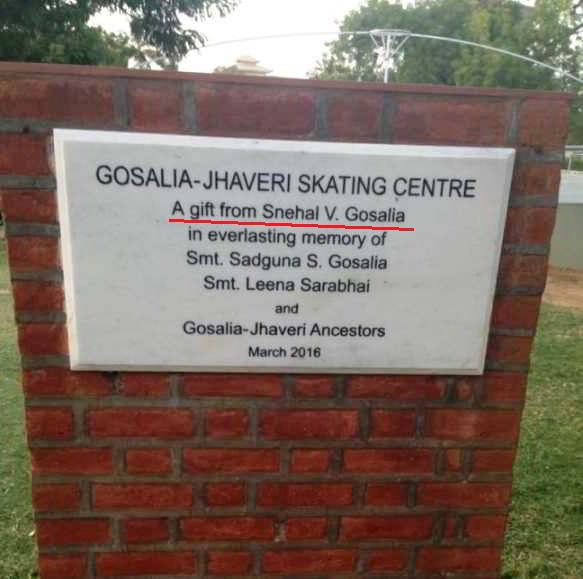 GOSALIA-JHAVERI SKATING CENTRE
A gift from Snehal V. Gosalia
in everlasting memory of
Smt. Sadguna S. Gosalia
Smt. Leena Sarabhai
and
Gosalia-Jhaveri Ancestors
March 2016